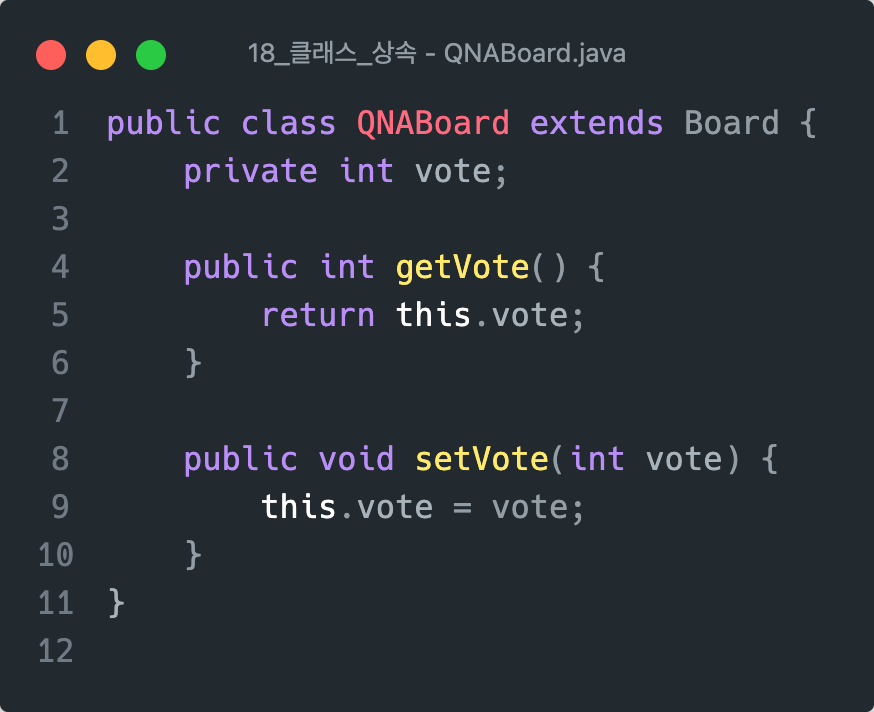 18_클래스_상속 - QNABoard.java
1 public class QNABoard extends Board {
2     private int vote;
3
4     public int getVote() {
5         return this.vote;
6     }
7
8     public void setVote(int vote) {
9         this.vote = vote;
10     }
11 }
12